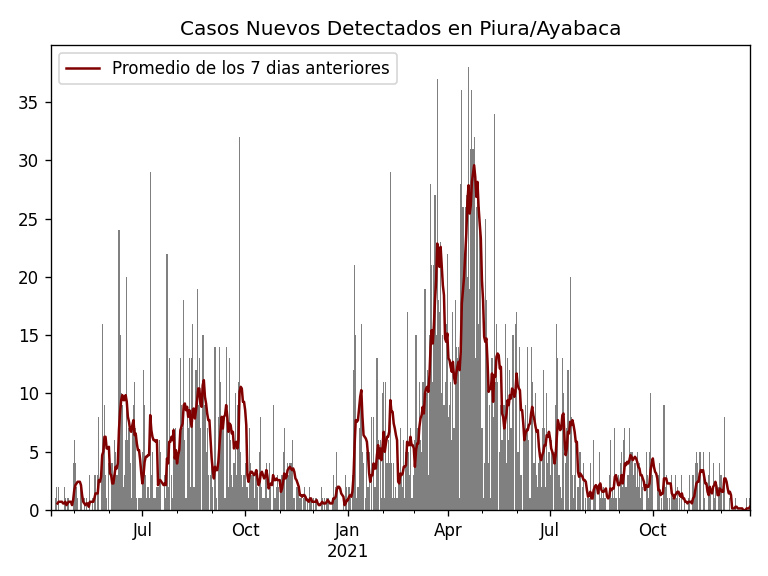 Casos Nuevos Detectados en Piura/Ayabaca
Promedio de los 7 dias anteriores
35
30
25
20
15
10
5
0
Jul
Oct
Jan
2021
Apr
Jul
Oct